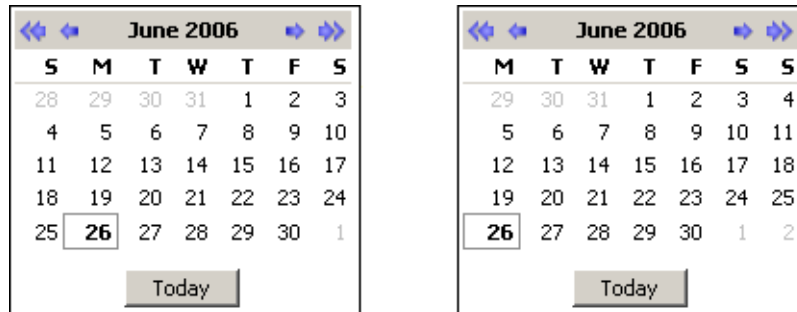 June 2006
S M T W T F S
28 29 30 31 1 2 3
4 5 6 7 8 9 10
11 12 13 14 15 16 17
18 19 20 21 22 23 24
25 26 27 28 29 30 1
Today
June 2006
M T W T F S S
29 30 31 1 2 3 4
5 6 7 8 9 10 11
12 13 14 15 16 17 18
19 20 21 22 23 24 25
26 27 28 29 30 1 2
Today